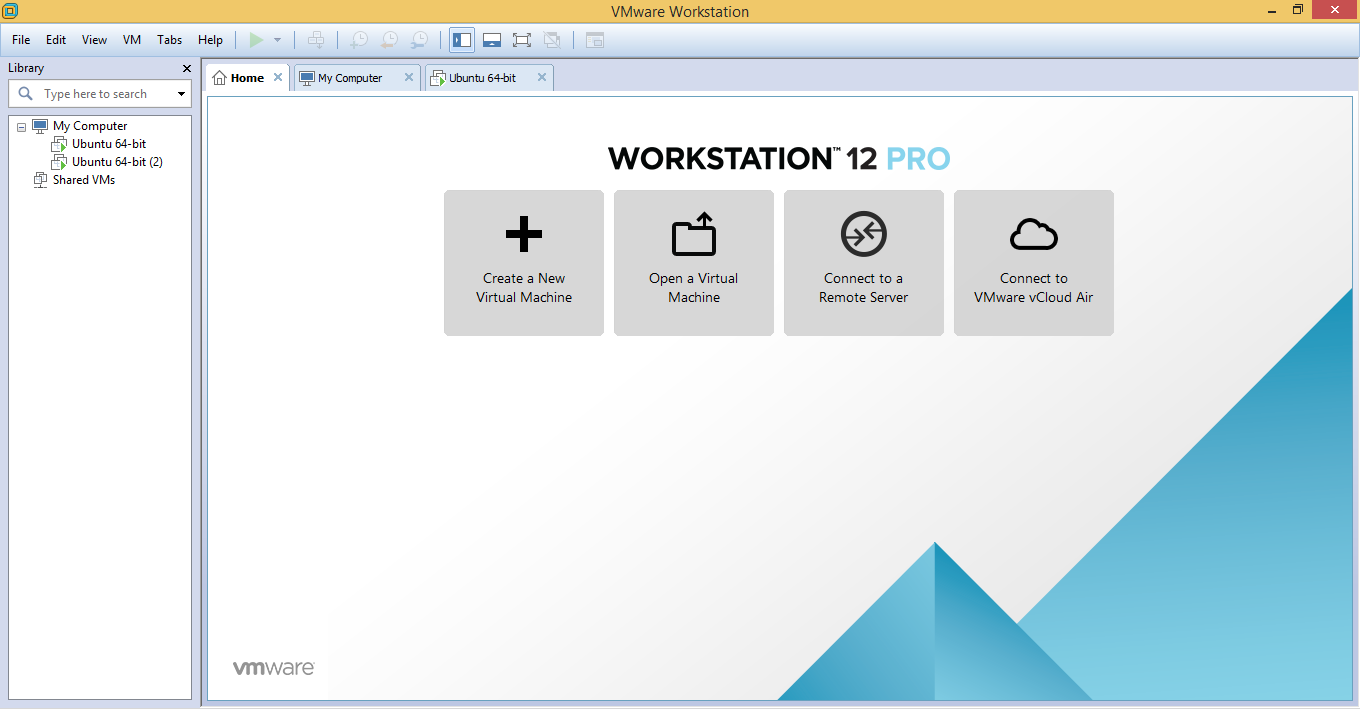 VMware Workstation
File Edit View VM Tabs Help
Library
Type here to search
My Computer
Ubuntu 64-bit
Ubuntu 64-bit (2)
Shared VMs
Home My Computer Ubuntu 64-bit
WORKSTATION™ 12 PRO
Create a New
Virtual Machine
Open a Virtual
Machine
Connect to a
Remote Server
Connect to
VMware vCloud Air
vmware